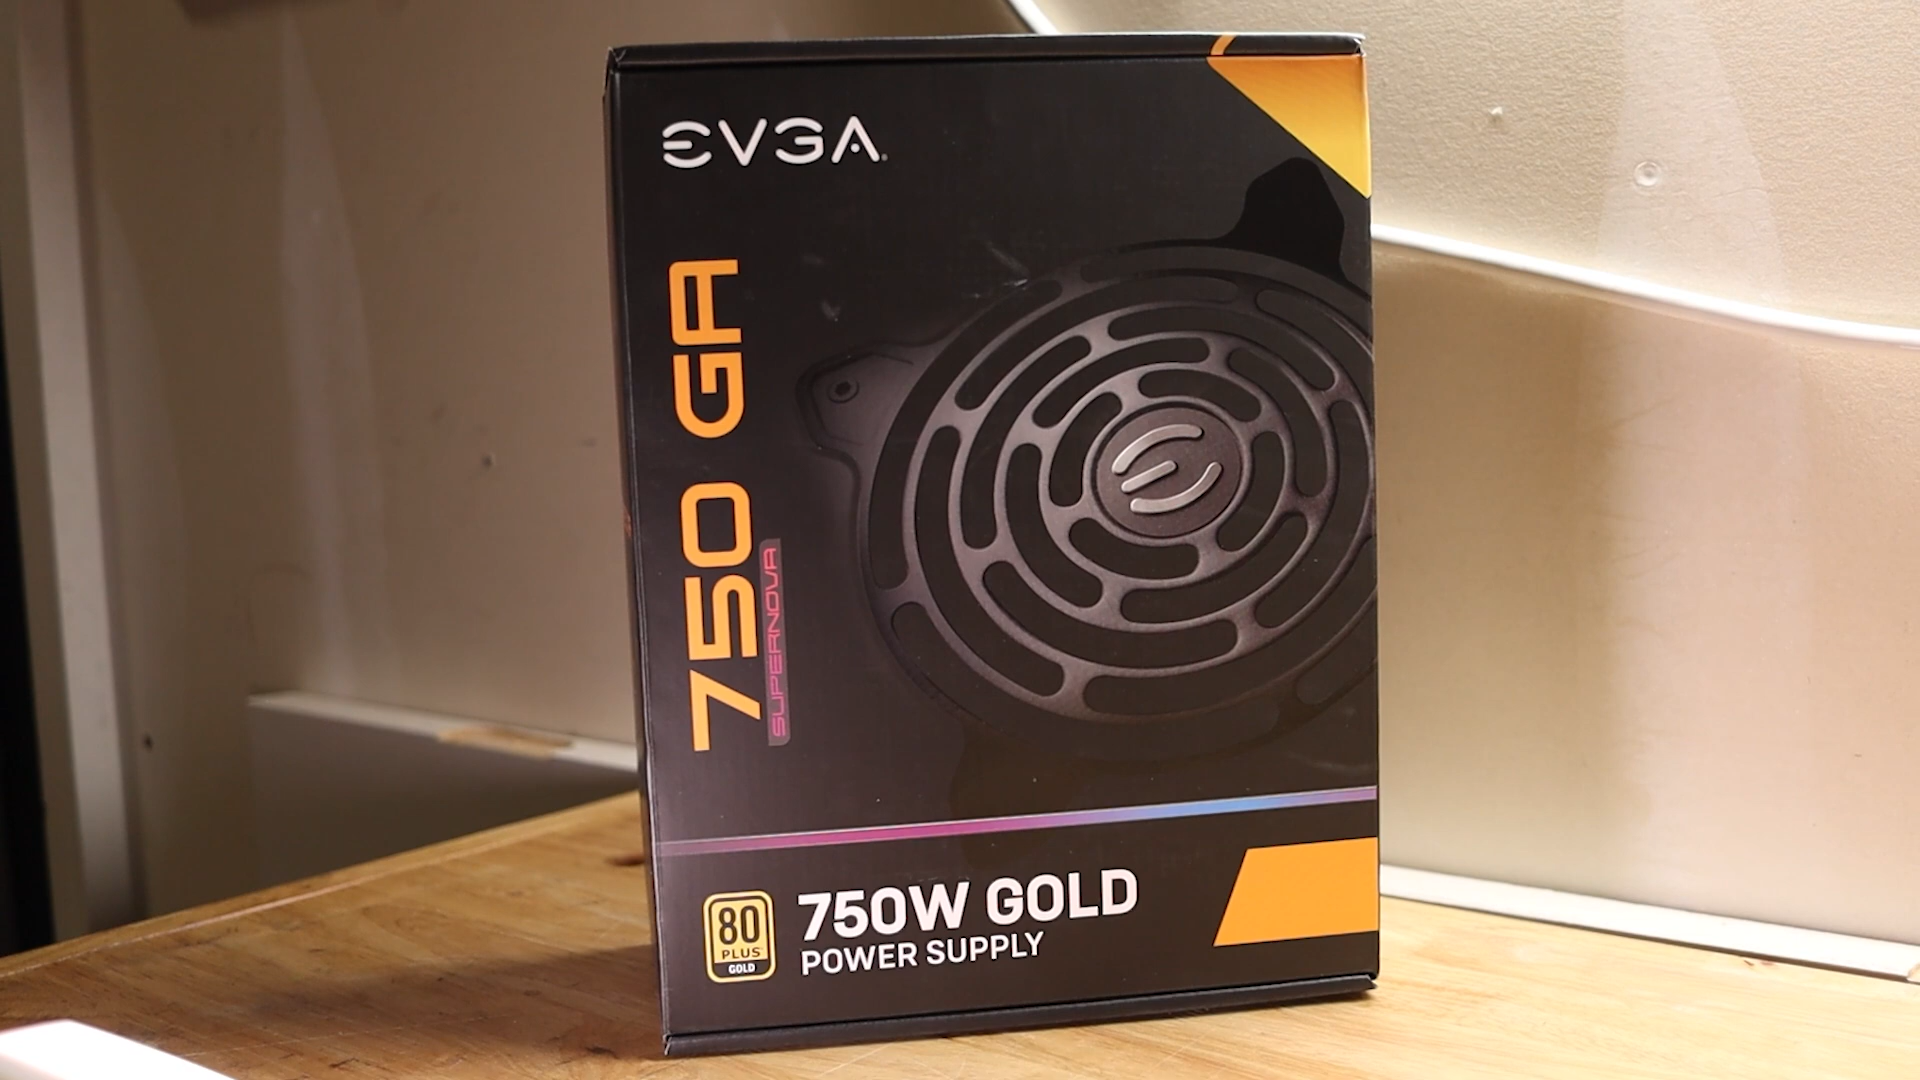 EVGA
750 GA
SUPERNOVA
80
PLUS
GOLD
750W GOLD
POWER SUPPLY